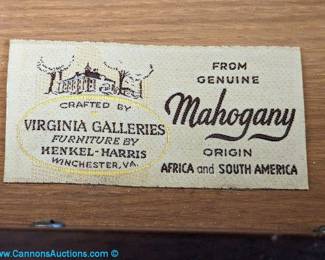 CRAFTED BY
VIRGINIA GALLERIES
FURNITURE BY
HENKEL-HARRIS
WINCHESTER, VA.
FROM
GENUINE
Mahogany
ORIGIN
AFRICA and SOUTH AMERICA
www.CannonsAuctions.com ©